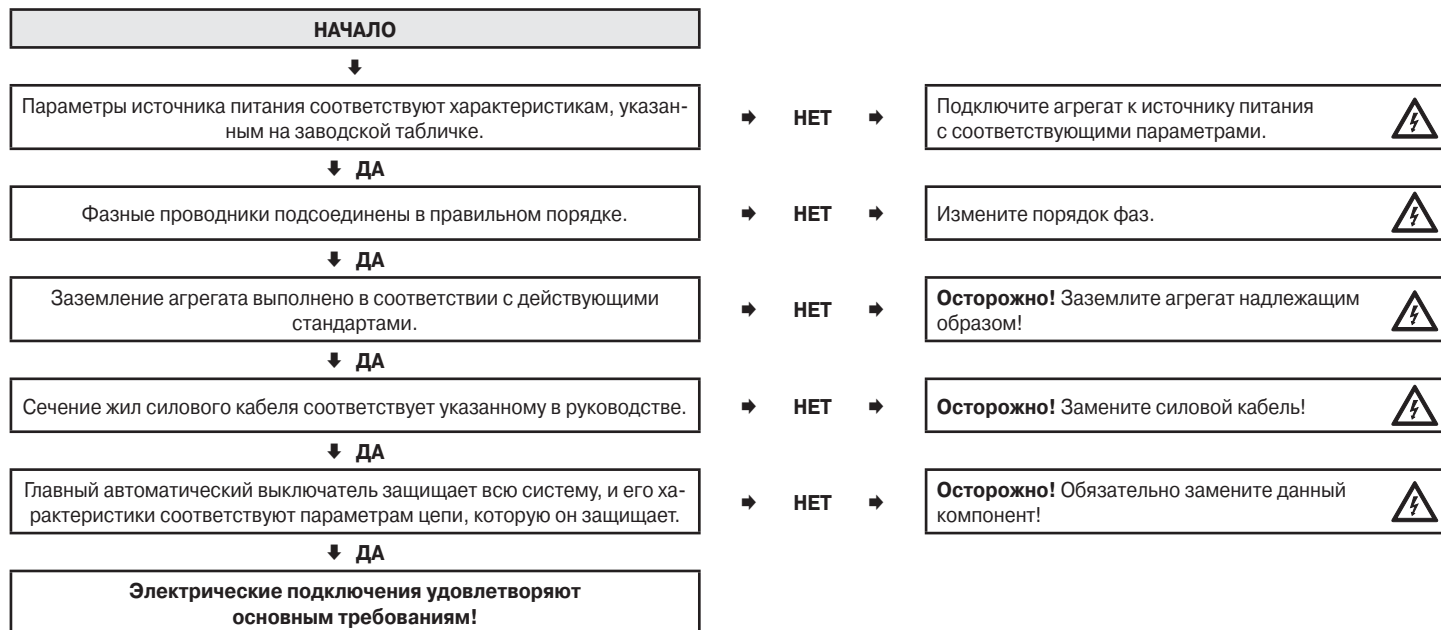 НАЧАЛО
Параметры источника питания соответствуют характеристикам, указан-
ным на заводской табличке.
НЕТ
Подключите агрегат к источнику питания
с соответствующими параметрами.
ДА
Фазные проводники подсоединены в правильном порядке.
НЕТ
Измените порядок фаз.
ДА
Заземление агрегата выполнено в соответствии с действующими
стандартами.
НЕТ
Осторожно! Заземлите агрегат надлежащим
образом!
ДА
Сечение жил силового кабеля соответствует указанному в руководстве.
НЕТ
Осторожно! Замените силовой кабель!
ДА
Главный автоматический выключатель защищает всю систему, и его ха-
рактеристики соответствуют параметрам цепи, которую он защищает.
НЕТ
Осторожно! Обязательно замените данный
компонент!
ДА
Электрические подключения удовлетворяют
основным требованиям!